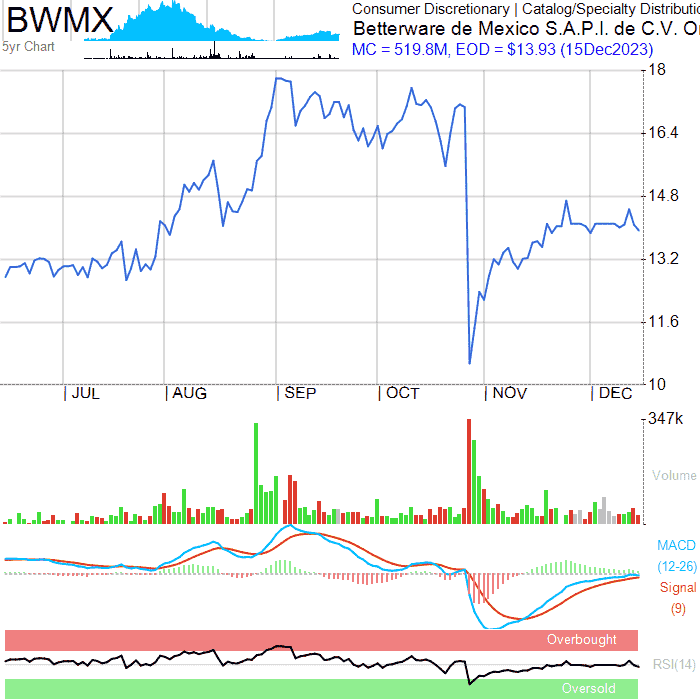 BWMX
5yr Chart
Consumer Discretionary | Catalog/Specialty Distributio
Betterware de Mexico S.A.P.I. de C.V. Or
MC = 519.8M, EOD = $13.93 (15Dec2023)
18
16.4
14.8
13.2
11.6
10
JUL AUG SEP OCT NOV DEC
347k
Volume
MACD
(12-26)
Signal
(9)
Overbought
RSI(14)
Oversold